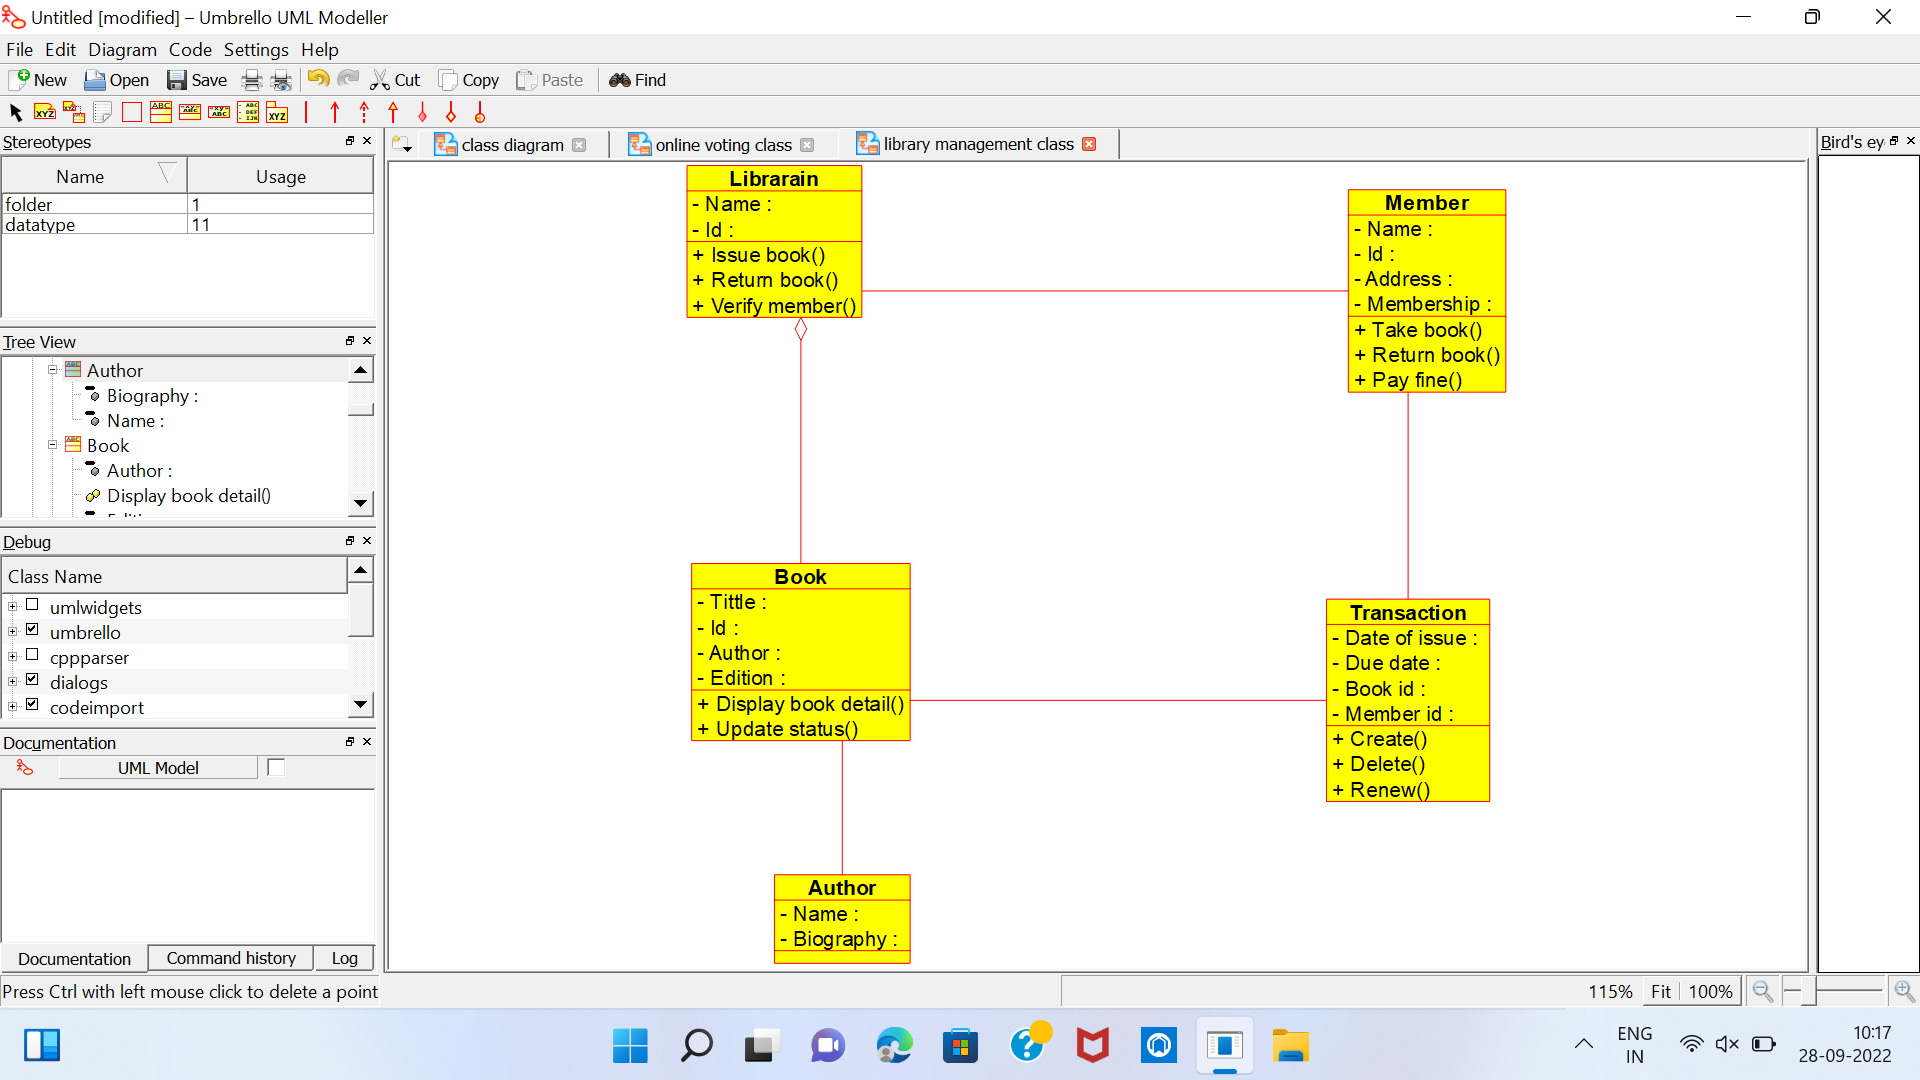 Untitled [modified] – Umbrello UML Modeller
File Edit Diagram Code Settings Help
New Open Save Cut Copy Paste Find
Stereotypes
Name Usage
folder 1
datatype 11
Tree View
Author
Biography :
Name :
Book
Author :
Display book detail()
Debug
Class Name
umlwidgets
umbrello
cppparser
dialogs
codeimport
Documentation
UML Model
Documentation Command history Log
Press Ctrl with left mouse click to delete a point
class diagram online voting class library management class
Librarain
- Name :
- Id :
+ Issue book()
+ Return book()
+ Verify member()
Member
- Name :
- Id :
- Address :
- Membership :
+ Take book()
+ Return book()
+ Pay fine()
Book
- Tittle :
- Id :
- Author :
- Edition :
+ Display book detail()
+ Update status()
Transaction
- Date of issue :
- Due date :
- Book id :
- Member id :
+ Create()
+ Delete()
+ Renew()
Author
- Name :
- Biography :
Bird's ey
115% Fit 100%
ENG
IN
10:17
28-09-2022